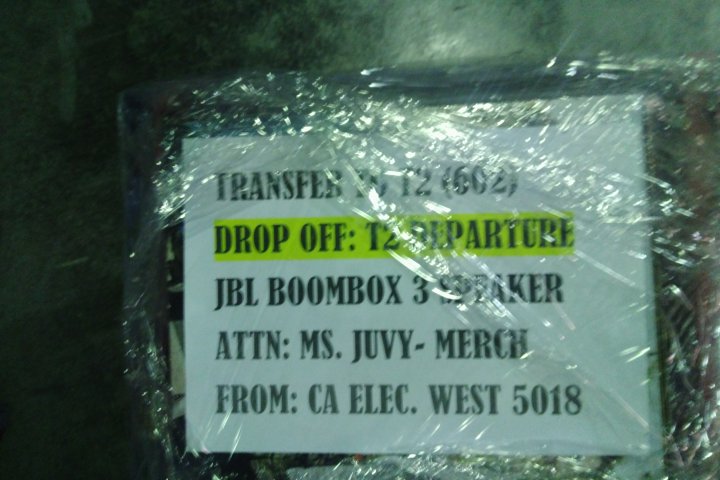 TRANSFER TO T2 (602)
DROP OFF: T2 DEPARTURE
JBL BOOMBOX 3 SPEAKER
ATTN: MS. JUVY- MERCH
FROM: CA ELEC. WEST 5018